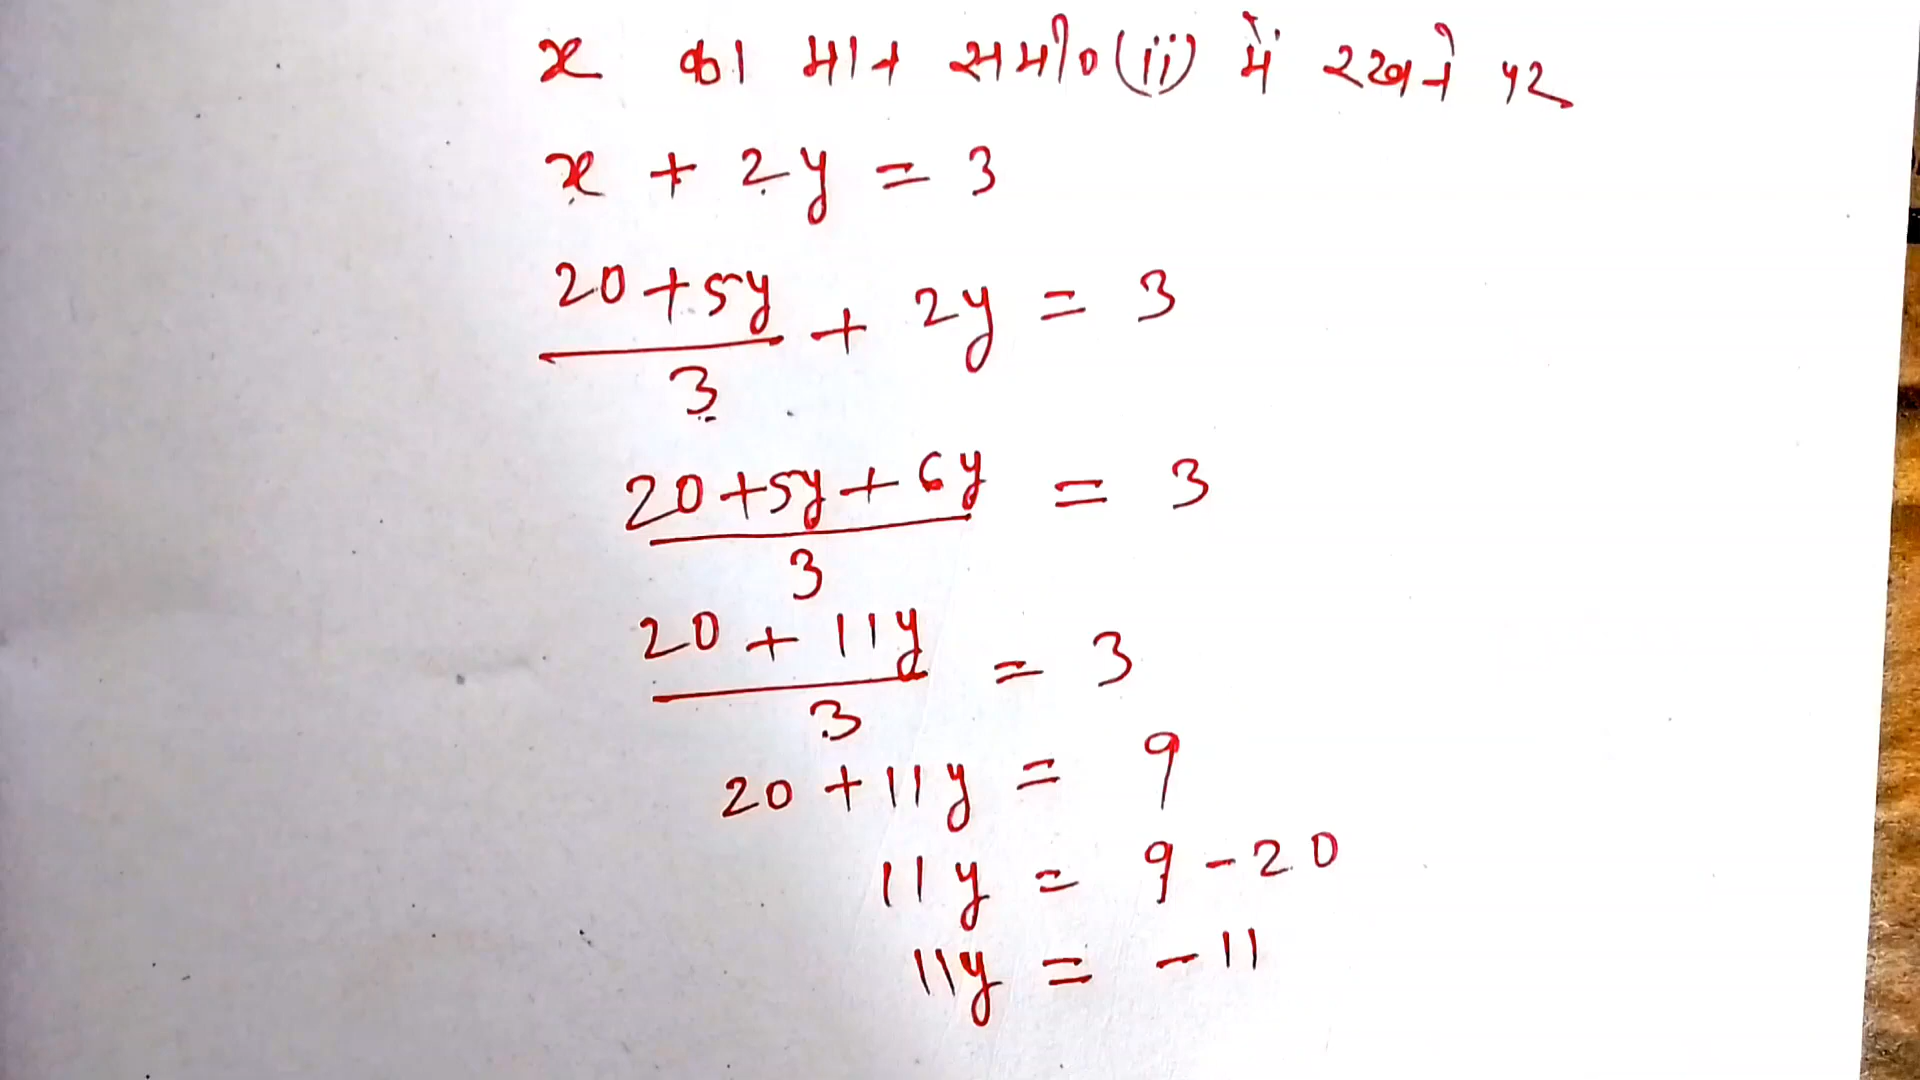 x का मान समी० (ii) में रखने पर
x + 2y = 3
20+5y/3 + 2y = 3
20+5y+6y/3 = 3
20 + 11y/3 = 3
20 + 11y = 9
11y = 9 - 20
11y = - 11